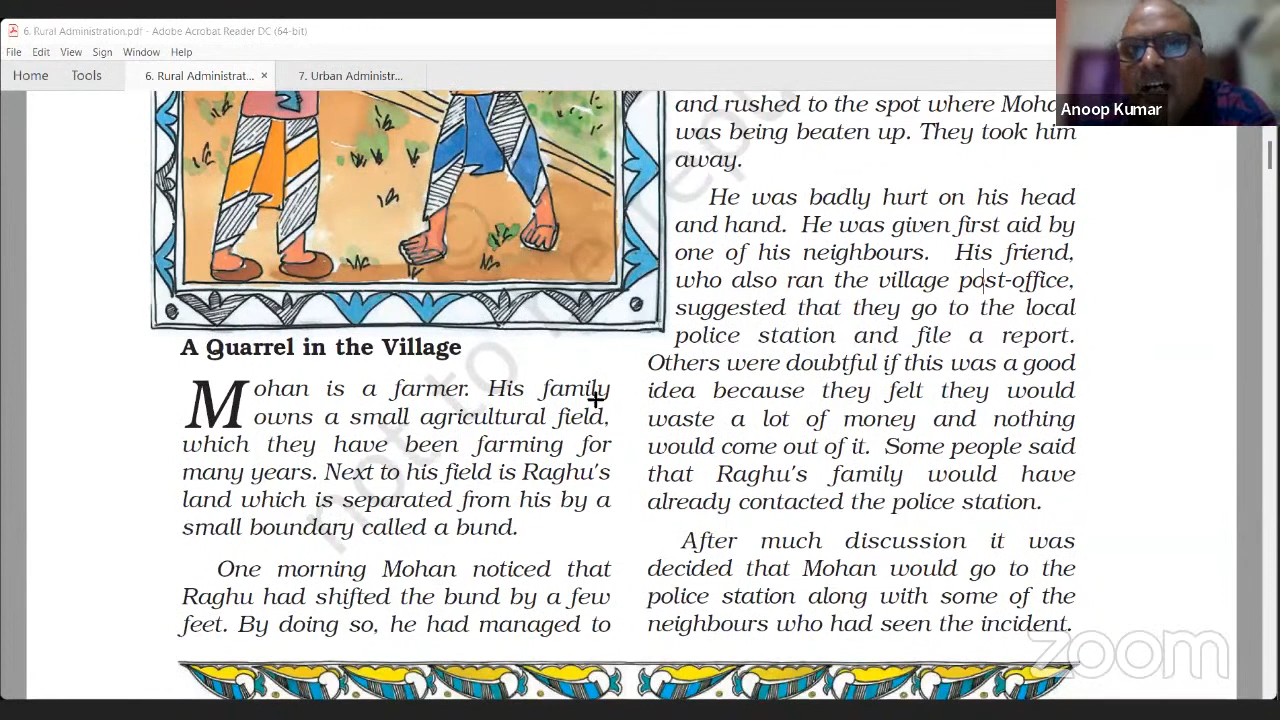 6. Rural Administration.pdf - Adobe Acrobat Reader DC (64-bit)
File Edit View Sign Window Help
Home Tools 6. Rural Administrat... × 7. Urban Administr...
Anoop Kumar
A Quarrel in the Village
Mohan is a farmer. His family
owns a small agricultural field,
which they have been farming for
many years. Next to his field is Raghu's
land which is separated from his by a
small boundary called a bund.
One morning Mohan noticed that
Raghu had shifted the bund by a few
feet. By doing so, he had managed to
and rushed to the spot where
was being beaten up. They took him
away.
He was badly hurt on his head
and hand. He was given first aid by
one of his neighbours. His friend,
who also ran the village post-office,
suggested that they go to the local
police station and file a report.
Others were doubtful if this was a good
idea because they felt they would
waste a lot of money and nothing
would come out of it. Some people said
that Raghu's family would have
already contacted the police station.
After much discussion it was
decided that Mohan would go to the
police station along with some of the
neighbours who had seen the incident.
not to
zoom